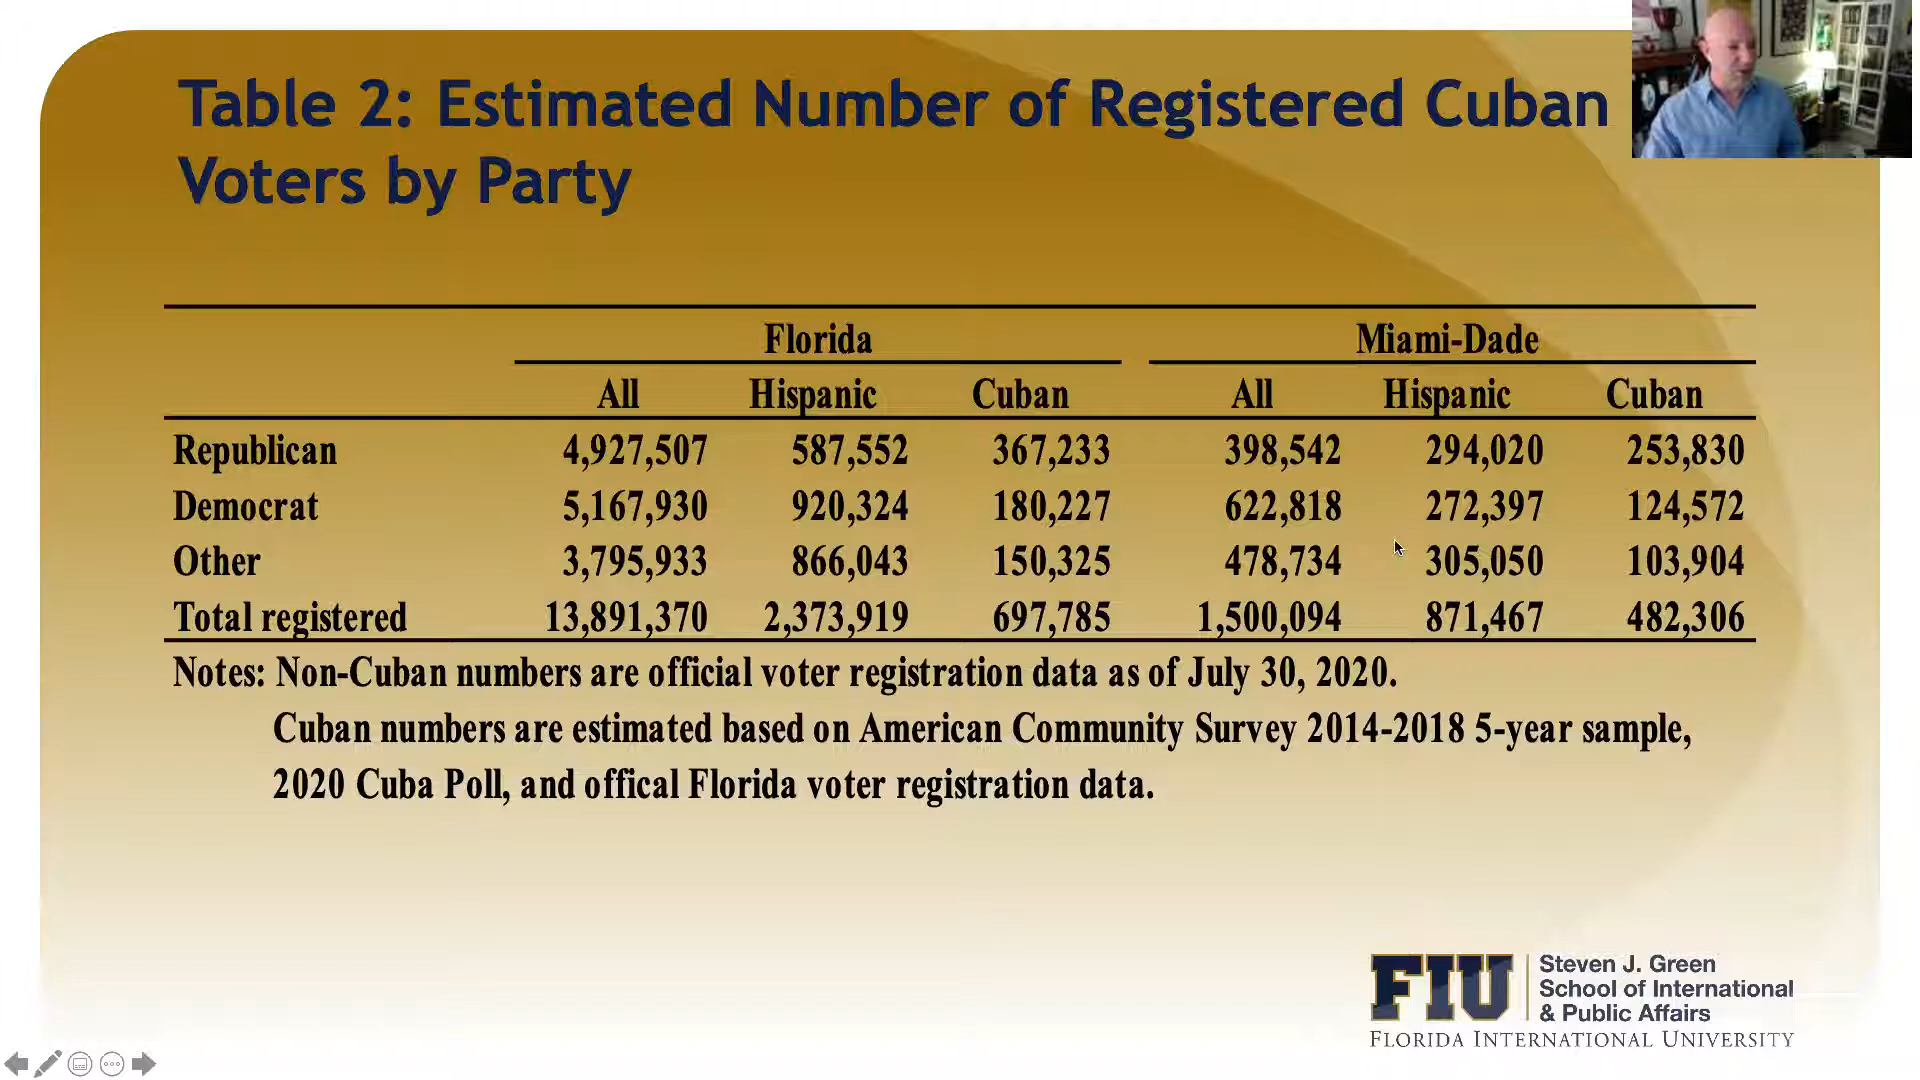 Table 2: Estimated Number of Registered Cuban
Voters by Party
Florida Miami-Dade
All Hispanic Cuban All Hispanic Cuban
Republican 4,927,507 587,552 367,233 398,542 294,020 253,830
Democrat 5,167,930 920,324 180,227 622,818 272,397 124,572
Other 3,795,933 866,043 150,325 478,734 305,050 103,904
Total registered 13,891,370 2,373,919 697,785 1,500,094 871,467 482,306
Notes: Non-Cuban numbers are official voter registration data as of July 30, 2020.
Cuban numbers are estimated based on American Community Survey 2014-2018 5-year sample,
2020 Cuba Poll, and offical Florida voter registration data.
FIU
Steven J. Green
School of International
& Public Affairs
FLORIDA INTERNATIONAL UNIVERSITY